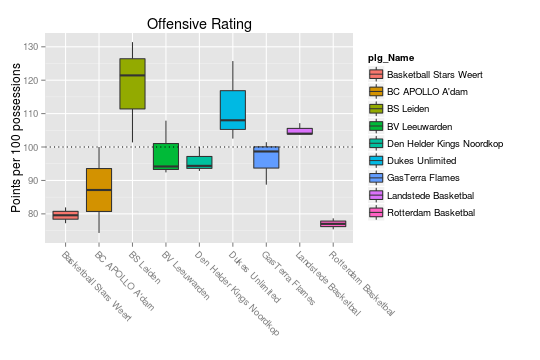 Offensive Rating
Points per 100 possessions
130
120
110
100
90
80
Basketball Stars Weert
BC APOLLO A'dam
BS Leiden
BV Leeuwarden
Den Helder Kings Noordkop
Dukes Unlimited
GasTerra Flames
Landstede Basketbal
Rotterdam Basketbal
plg_Name
Basketball Stars Weert
BC APOLLO A'dam
BS Leiden
BV Leeuwarden
Den Helder Kings Noordkop
Dukes Unlimited
GasTerra Flames
Landstede Basketbal
Rotterdam Basketbal